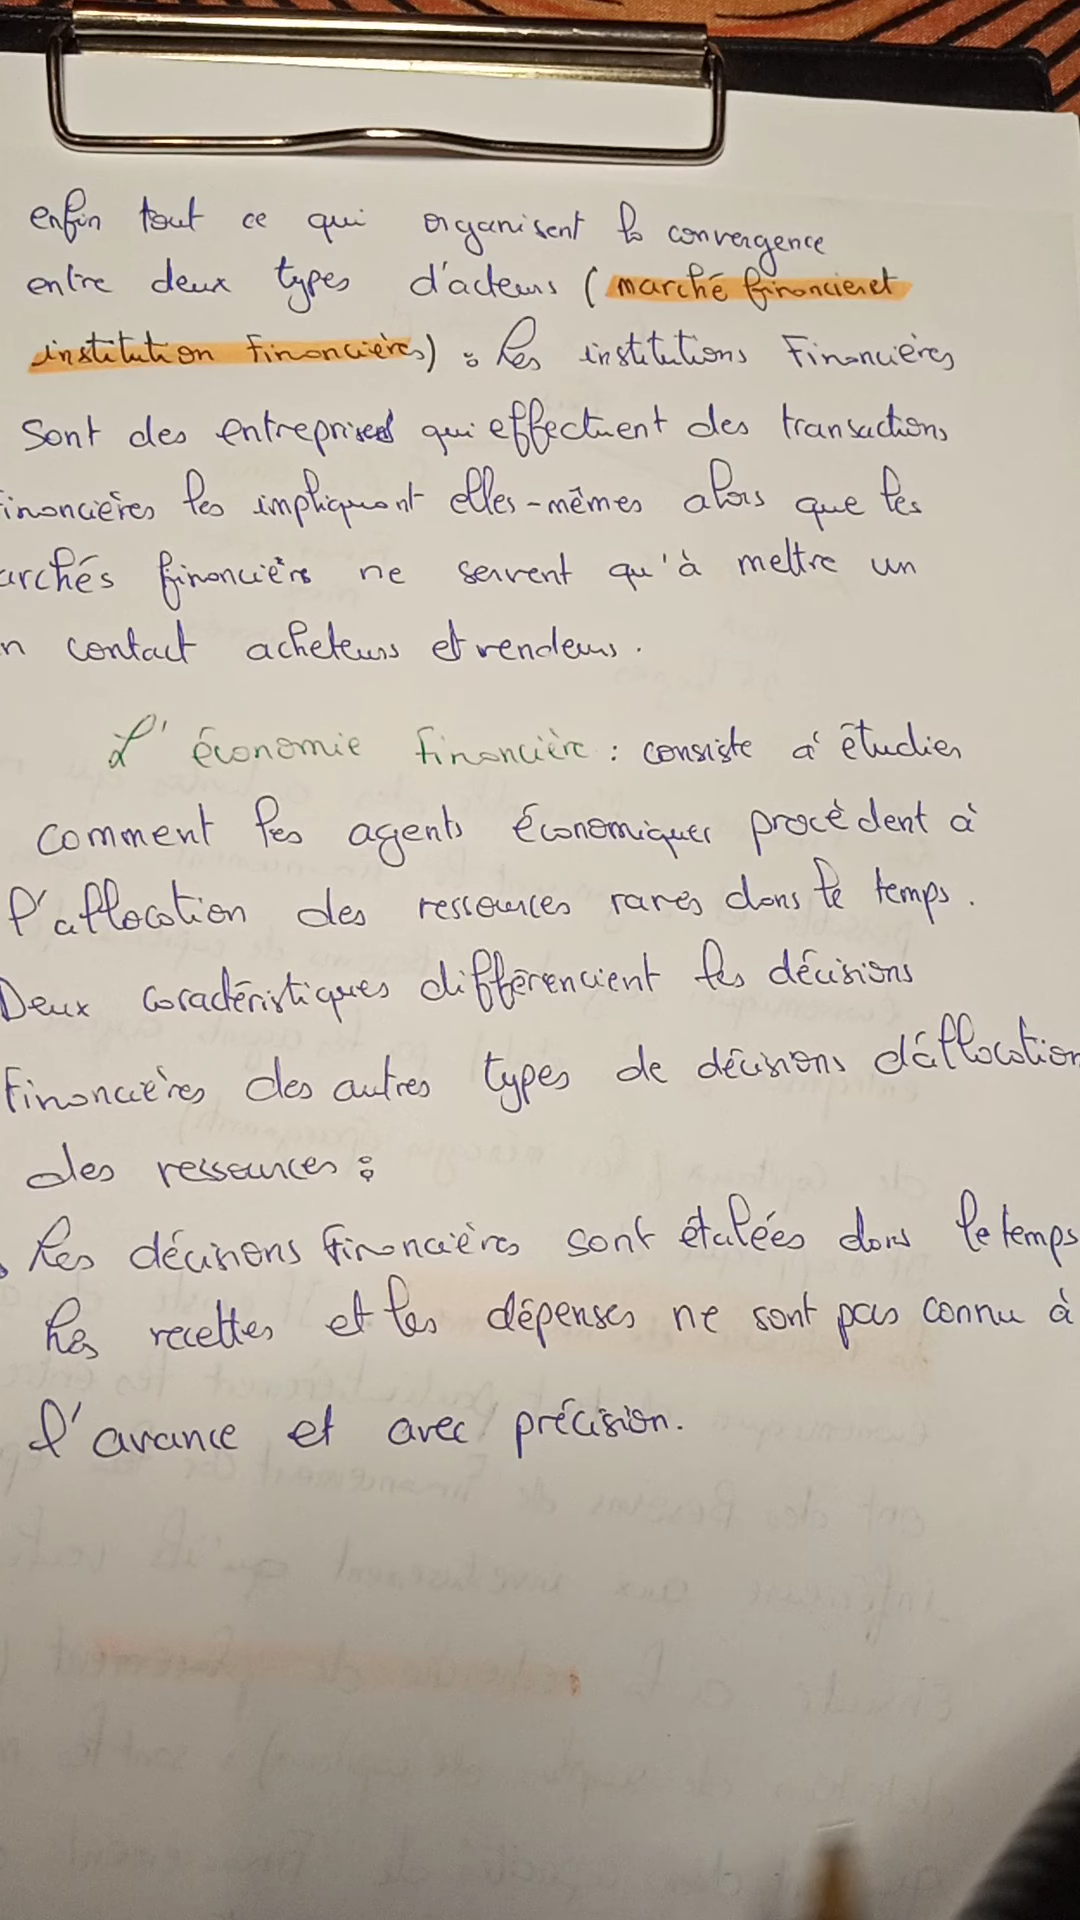 enfin tout ce qui organisent la convergence
entre deux types d'acteurs (marché financier et
institution Financières) : Les institutions Financières
Sont des entreprises qui effectuent des transactions
inancières les impliquant elles-mêmes alors que les
archés financièrs ne servent qu'à mettre un
n contact acheteurs et vendeurs.
L'économie Financière : consiste à étudier
comment les agents économiques procèdent à
l'allocation des ressources rares dans le temps.
Deux caractéristiques différencient les décisions
Financières des autres types de décisions d'allocation
des ressources :
Les décisions financières sont étalées dans le temps
Les recettes et les dépenses ne sont pas connu à
l'avance et avec précision.